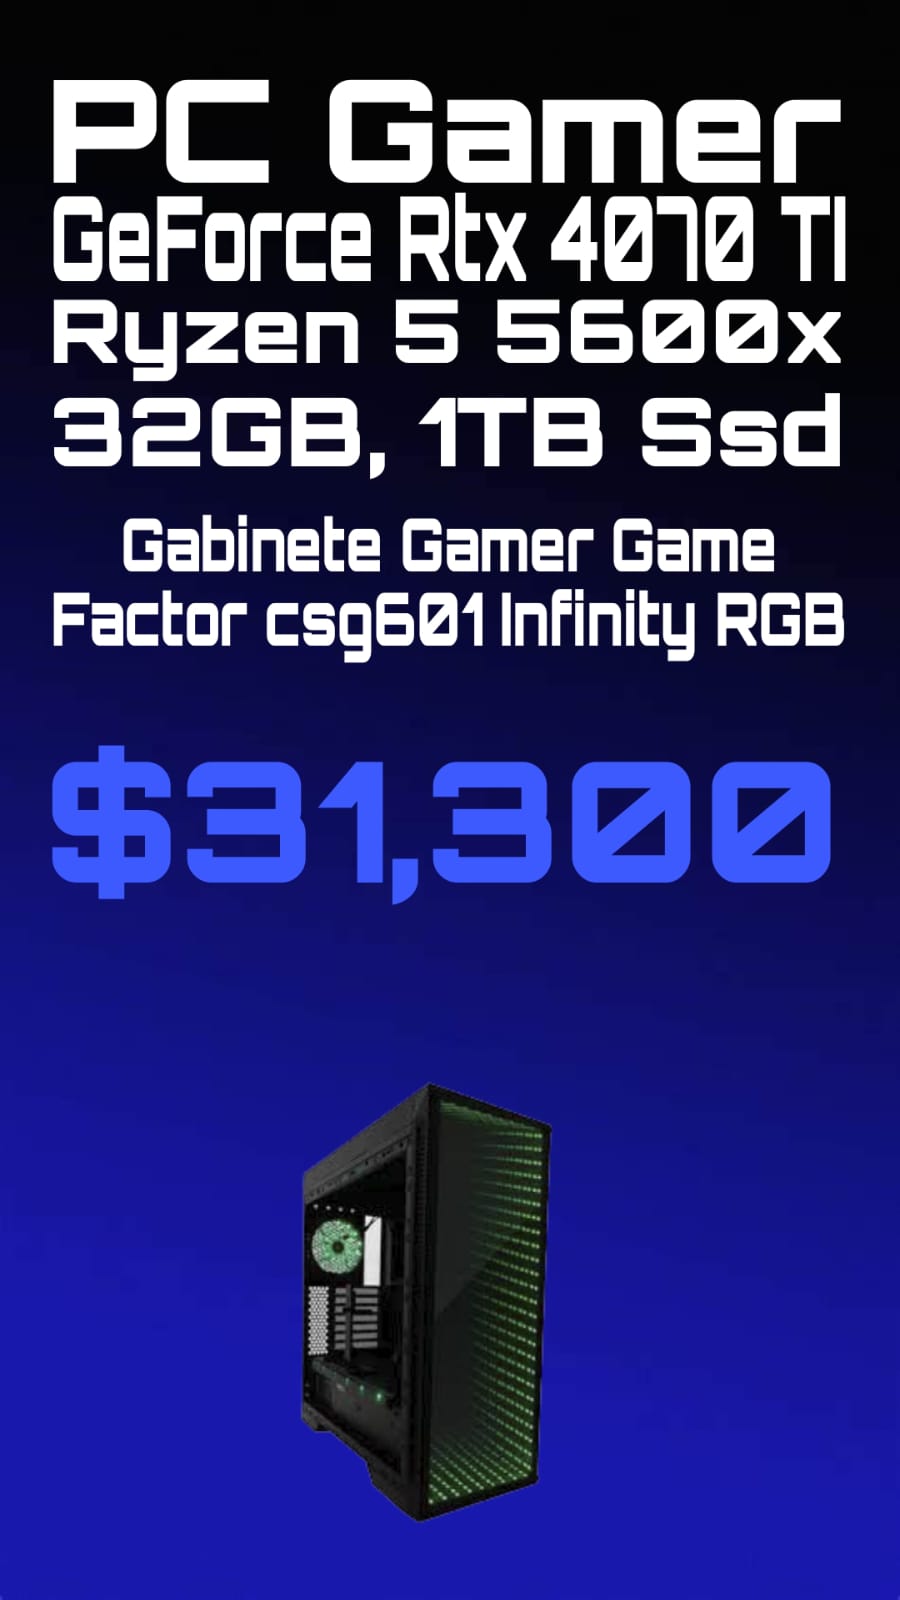 PC Gamer
GeForce Rtx 4070 TI
Ryzen 5 5600x
32GB, 1TB Ssd
Gabinete Gamer Game
Factor csg601 Infinity RGB
$31,300